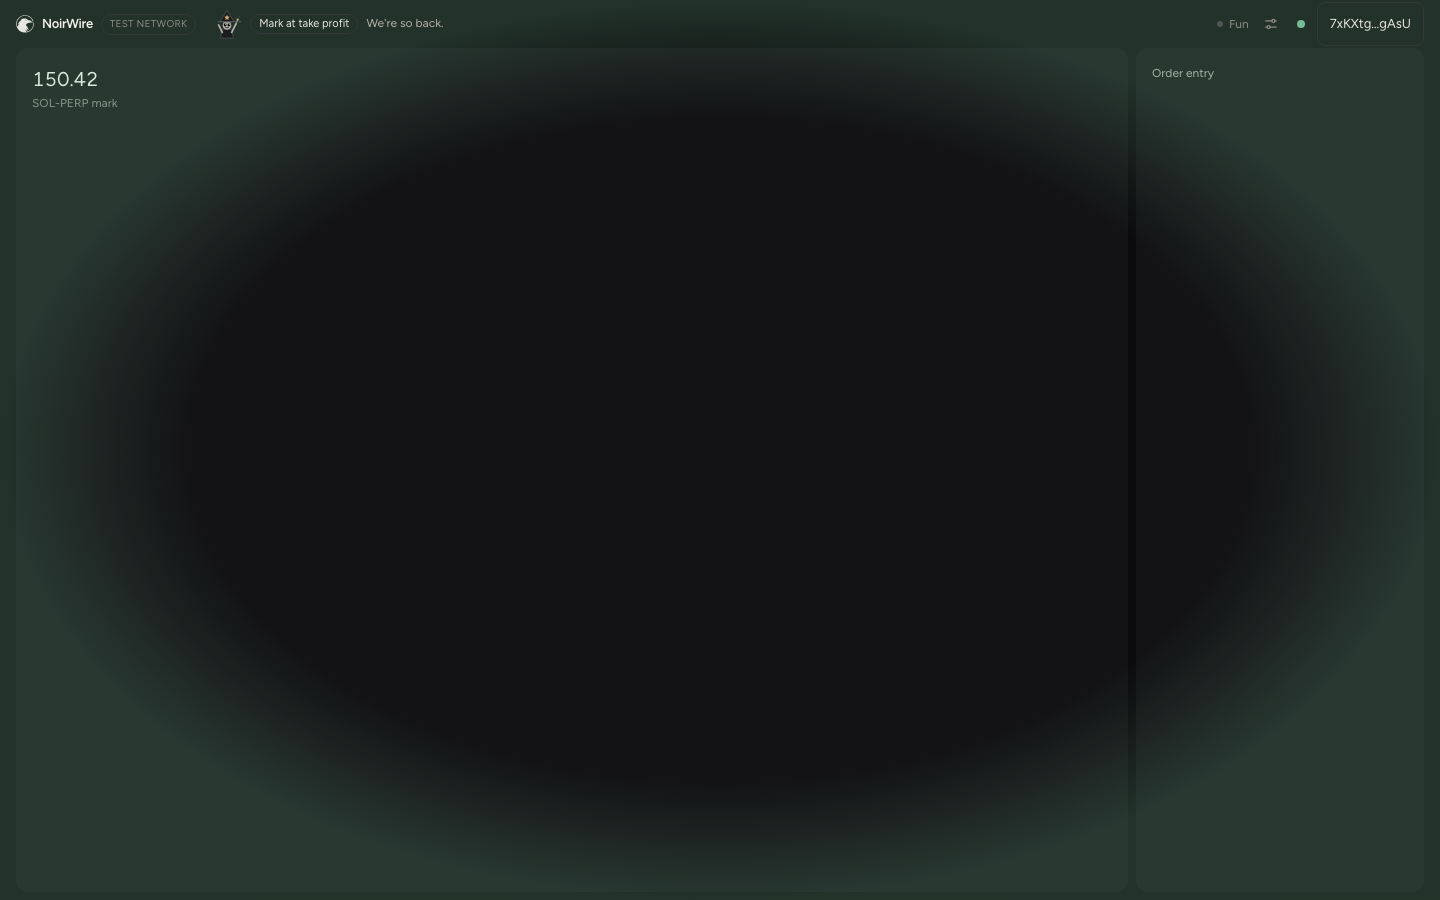 NoirWire
TEST NETWORK
Mark at take profit
We're so back.
Fun
7xKXtg...gAsU
150.42
SOL-PERP mark
Order entry